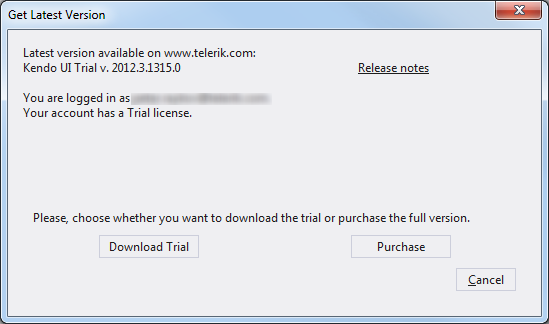 Get Latest Version
Latest version available on www.telerik.com:
Kendo UI Trial v. 2012.3.1315.0
Release notes
You are logged in as
Your account has a Trial license.
Please, choose whether you want to download the trial or purchase the full version.
Download Trial
Purchase
Cancel